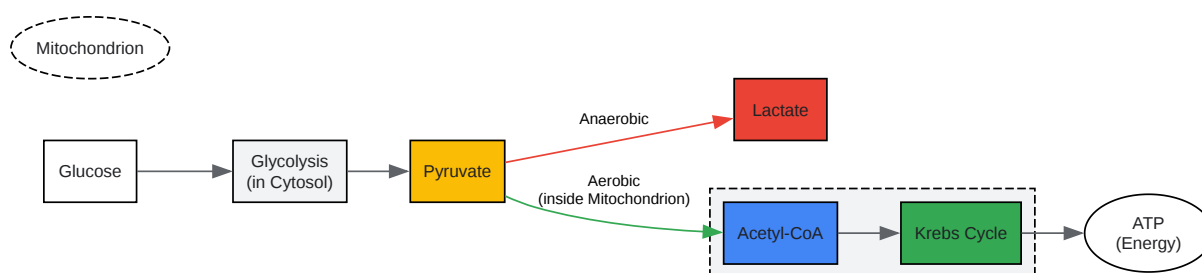 Mitochondrion
Lactate
Anaerobic
Glucose
Glycolysis
(in Cytosol)
Pyruvate
Aerobic
(inside Mitochondrion)
Acetyl-CoA
Krebs Cycle
ATP
(Energy)